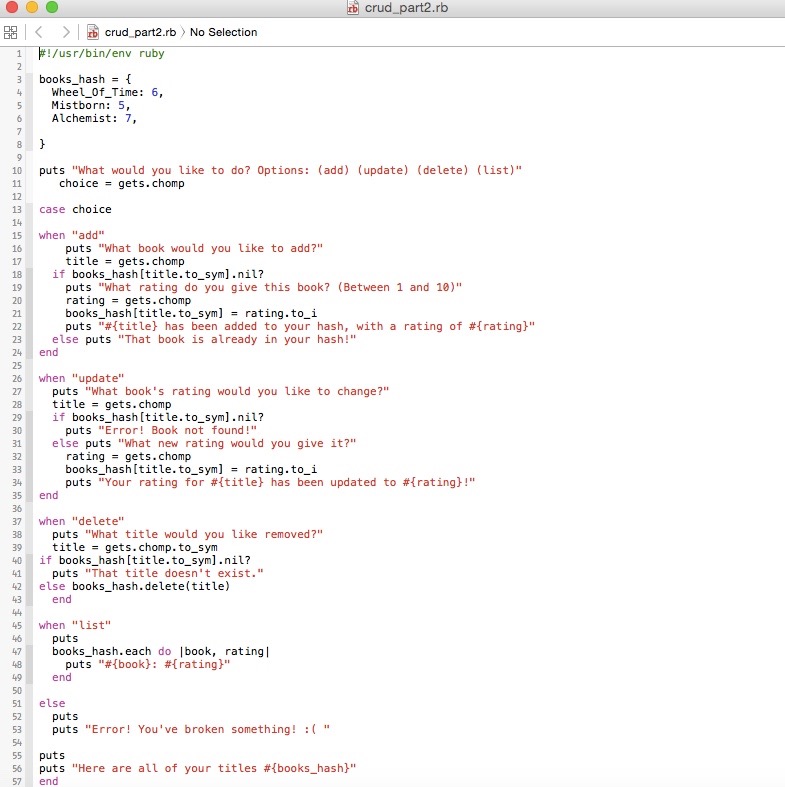 crud_part2.rb
crud_part2.rb > No Selection
1 #!/usr/bin/env ruby
2
3 books_hash = {
4   Wheel_Of_Time: 6,
5   Mistborn: 5,
6   Alchemist: 7,
7
8 }
9
10 puts "What would you like to do? Options: (add) (update) (delete) (list)"
11    choice = gets.chomp
12
13 case choice
14
15 when "add"
16     puts "What book would you like to add?"
17     title = gets.chomp
18   if books_hash[title.to_sym].nil?
19     puts "What rating do you give this book? (Between 1 and 10)"
20     rating = gets.chomp
21     books_hash[title.to_sym] = rating.to_i
22     puts "#{title} has been added to your hash, with a rating of #{rating}"
23   else puts "That book is already in your hash!"
24 end
25
26 when "update"
27   puts "What book's rating would you like to change?"
28   title = gets.chomp
29   if books_hash[title.to_sym].nil?
30     puts "Error! Book not found!"
31   else puts "What new rating would you give it?"
32     rating = gets.chomp
33     books_hash[title.to_sym] = rating.to_i
34     puts "Your rating for #{title} has been updated to #{rating}!"
35 end
36
37 when "delete"
38   puts "What title would you like removed?"
39   title = gets.chomp.to_sym
40 if books_hash[title.to_sym].nil?
41   puts "That title doesn't exist."
42 else books_hash.delete(title)
43   end
44
45 when "list"
46   puts
47   books_hash.each do |book, rating|
48     puts "#{book}: #{rating}"
49   end
50
51 else
52   puts
53   puts "Error! You've broken something! :( "
54
55 puts
56 puts "Here are all of your titles #{books_hash}"
57 end